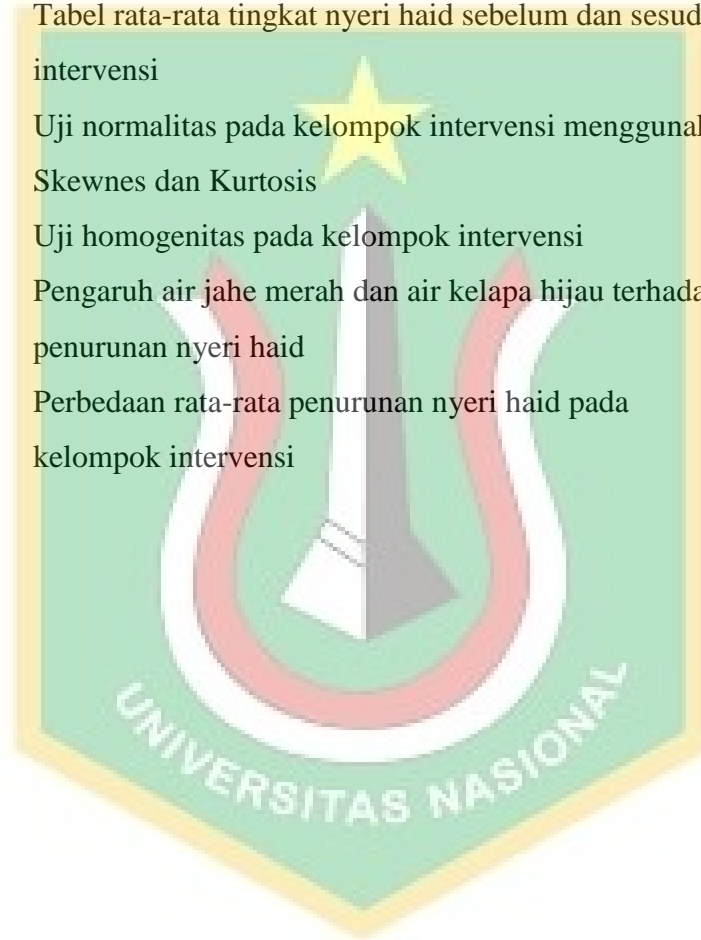 Tabel rata-rata tingkat nyeri haid sebelum dan sesud
intervensi
Uji normalitas pada kelompok intervensi menggunak
Skewnes dan Kurtosis
Uji homogenitas pada kelompok intervensi
Pengaruh air jahe merah dan air kelapa hijau terhada
penurunan nyeri haid
Perbedaan rata-rata penurunan nyeri haid pada
kelompok intervensi
UNIVERSITAS NASIONAL